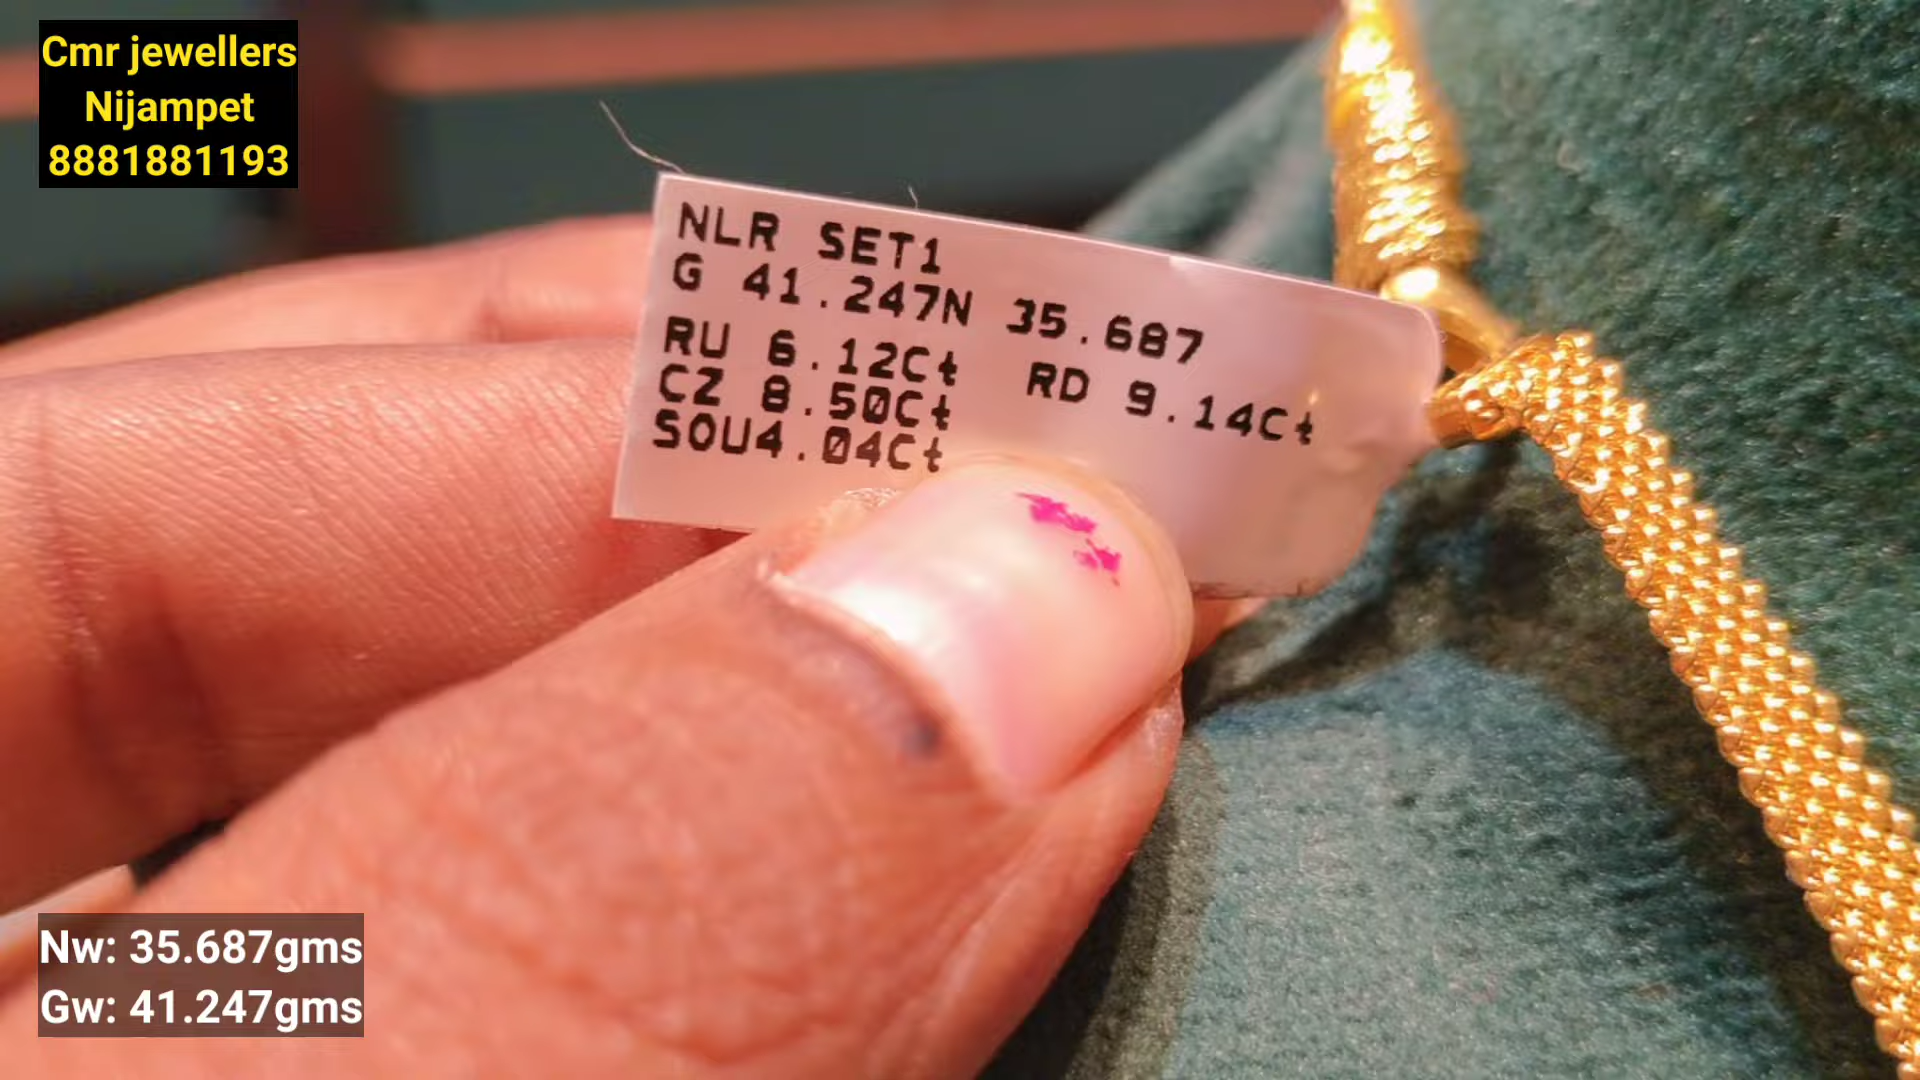 Cmr jewellers
Nijampet
8881881193
NLR SET1
G 41.247N 35.687
RU 6.12Ct RD 9.14Ct
CZ 8.50Ct
SOU4.04Ct
Nw: 35.687gms
Gw: 41.247gms